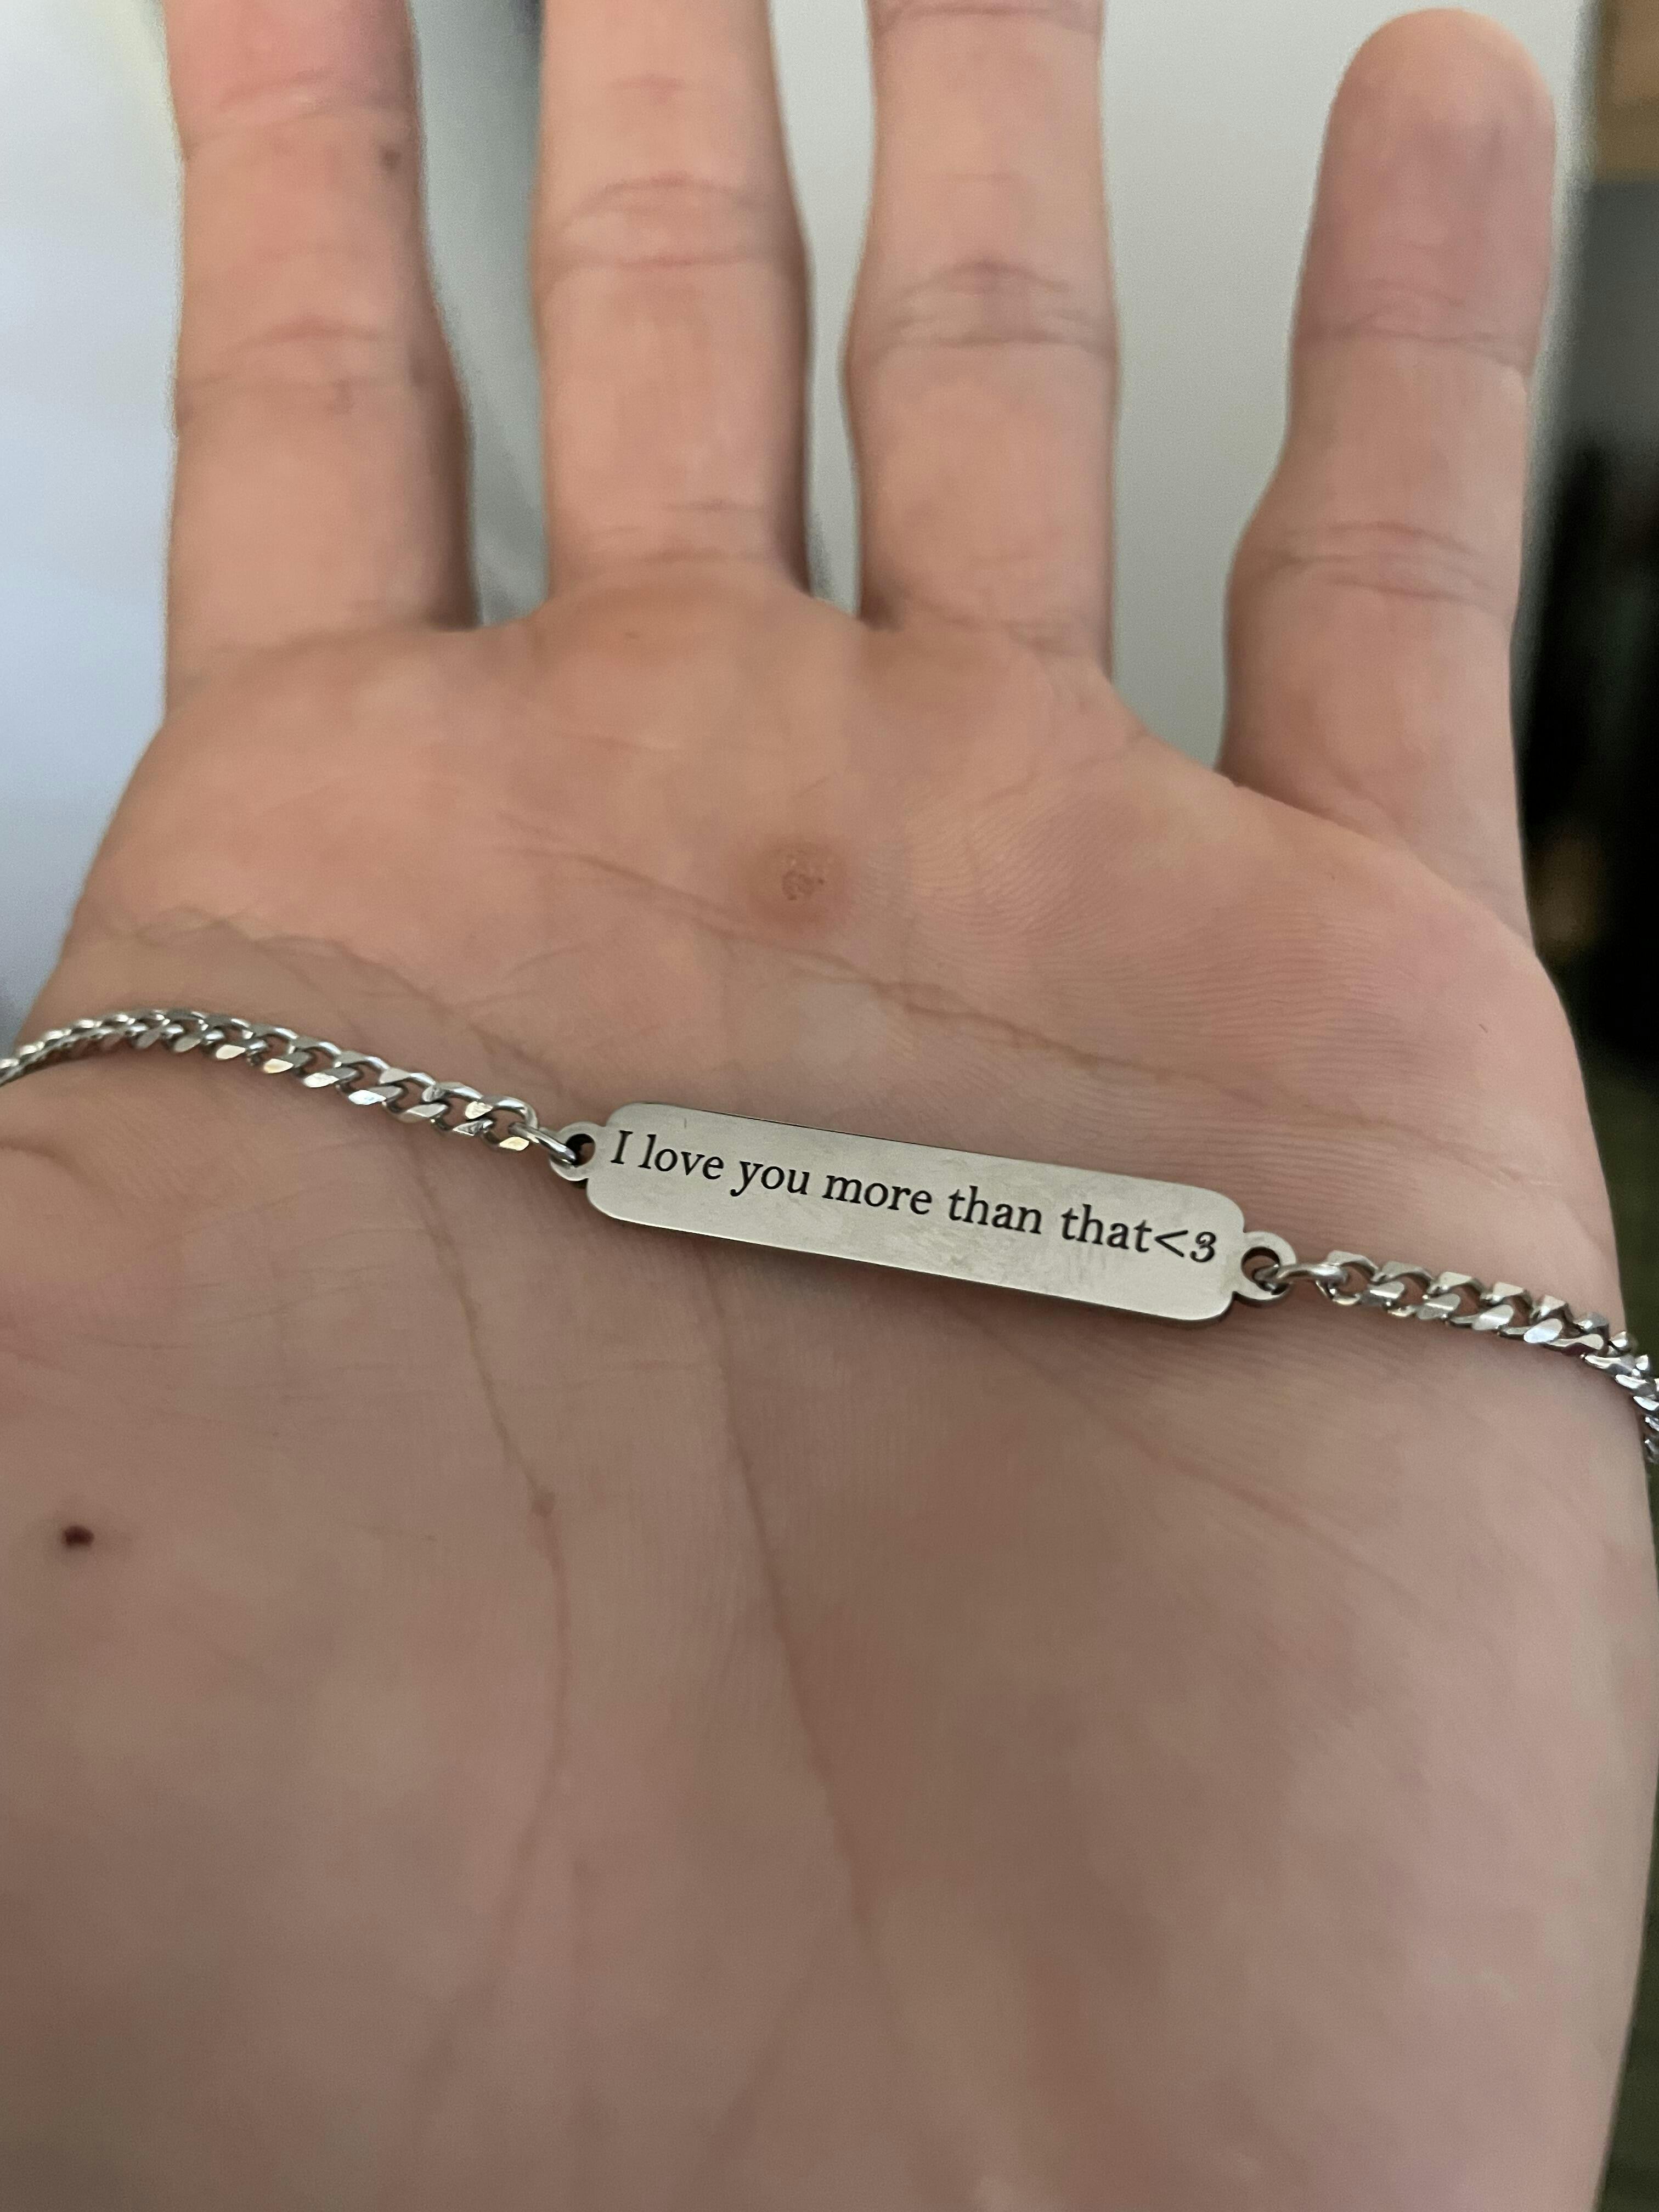 I love you more than that<3